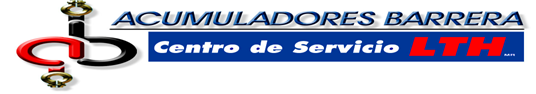 ACUMULADORES BARRERA
Centro de Servicio LTH